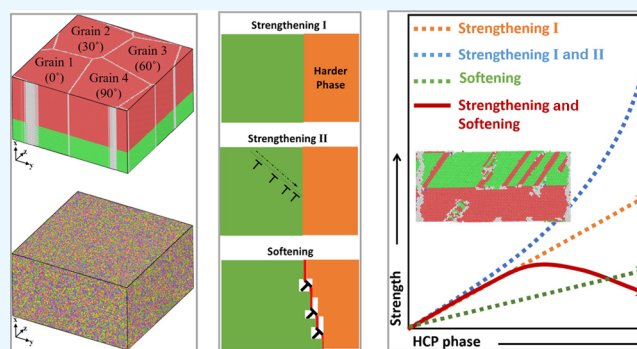 Grain 2
(30°)
Grain 3
(60°)
Grain 1
(0°)
Grain 4
(90°)
X
Z
Y
X
Z
Y
Strengthening I
Harder
Phase
Strengthening II
Softening
Strengthening I
Strengthening I and II
Softening
Strengthening and
Softening
Strength
HCP phase